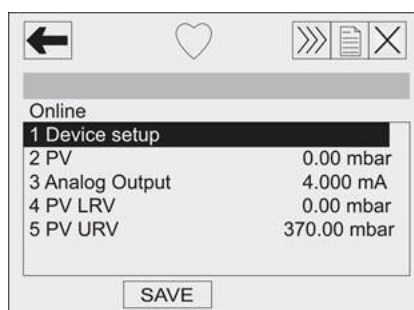 Online
1 Device setup
2 PV 0.00 mbar
3 Analog Output 4.000 mA
4 PV LRV 0.00 mbar
5 PV URV 370.00 mbar
SAVE